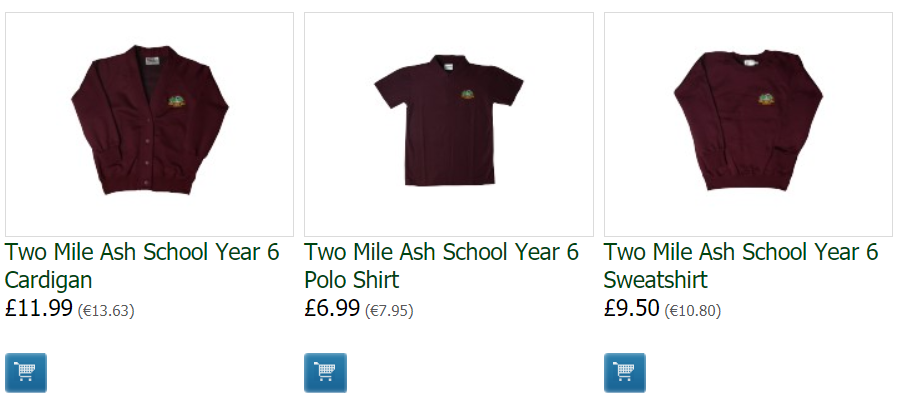 Two Mile Ash School Year 6
Cardigan
£11.99 (€13.63)
Two Mile Ash School Year 6
Polo Shirt
£6.99 (€7.95)
Two Mile Ash School Year 6
Sweatshirt
£9.50 (€10.80)